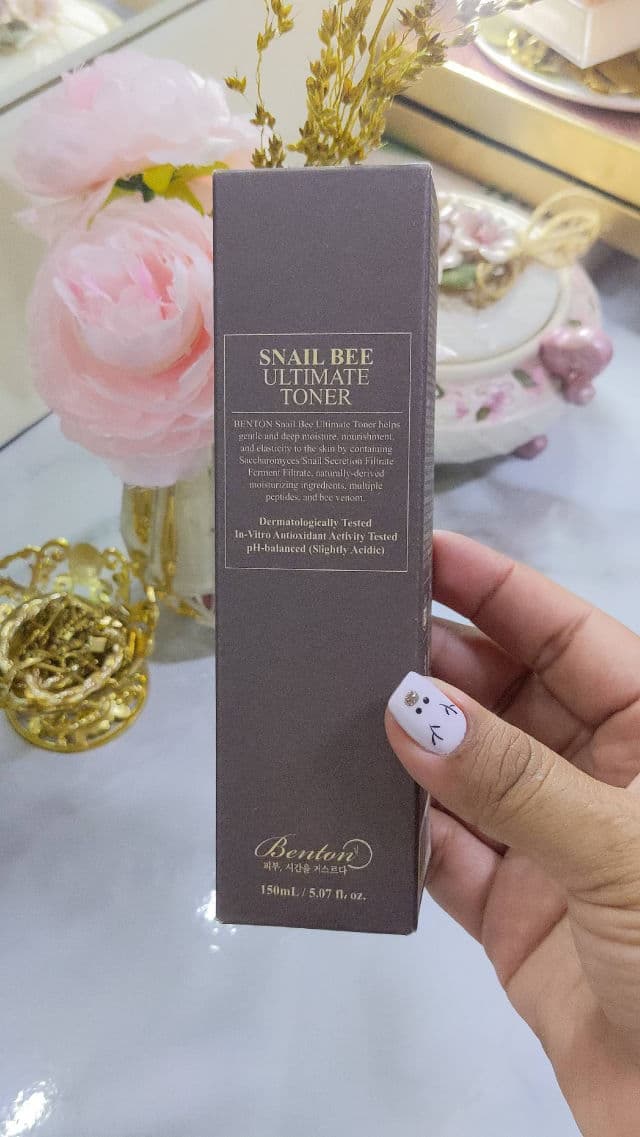 SNAIL BEE
ULTIMATE
TONER
BENTON Snail Bee Ultimate Toner helps
gentle and deep moisture, nourishment,
and elasticity to the skin by containing
Saccharomyces Snail Secretion Filtrate
Ferment Filtrate, naturally-derived
moisturizing ingredients, multiple
peptides, and bee venom.
Dermatologically Tested
In-Vitro Antioxidant Activity Tested
pH-balanced (Slightly Acidic)
Benton
피부, 시간을 거스르다
150mL / 5.07 fl. oz.